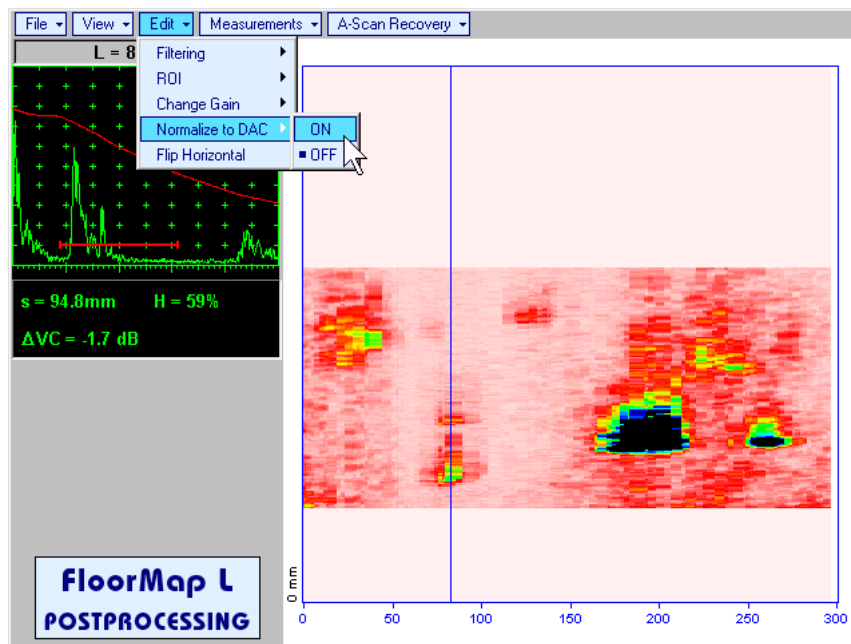 File View Edit Measurements A-Scan Recovery
L = 8
Filtering
ROI
Change Gain
Normalize to DAC ON
Flip Horizontal OFF
s = 94.8mm H = 59%
ΔVC = -1.7 dB
FloorMap L
POSTPROCESSING
0 mm
0 50 100 150 200 250 300